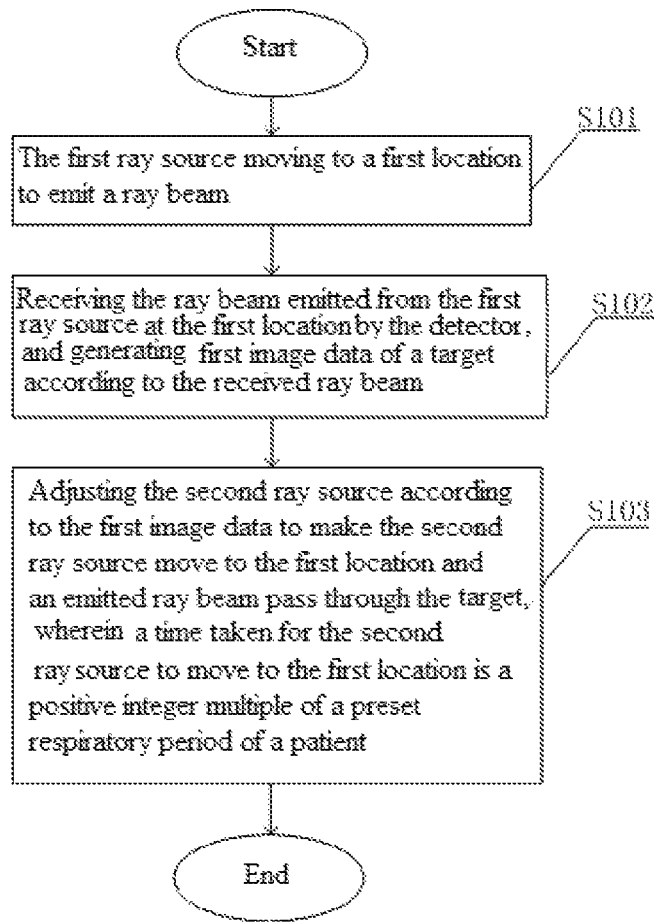 Start
S101
The first ray source moving to a first location
to emit a ray beam
Receiving the ray beam emitted from the first
ray source at the first location by the detector,
and generating first image data of a target
according to the received ray beam
S102
Adjusting the second ray source according
to the first image data to make the second
ray source move to the first location and
an emitted ray beam pass through the target,
wherein a time taken for the second
ray source to move to the first location is a
positive integer multiple of a preset
respiratory period of a patient
S103
End